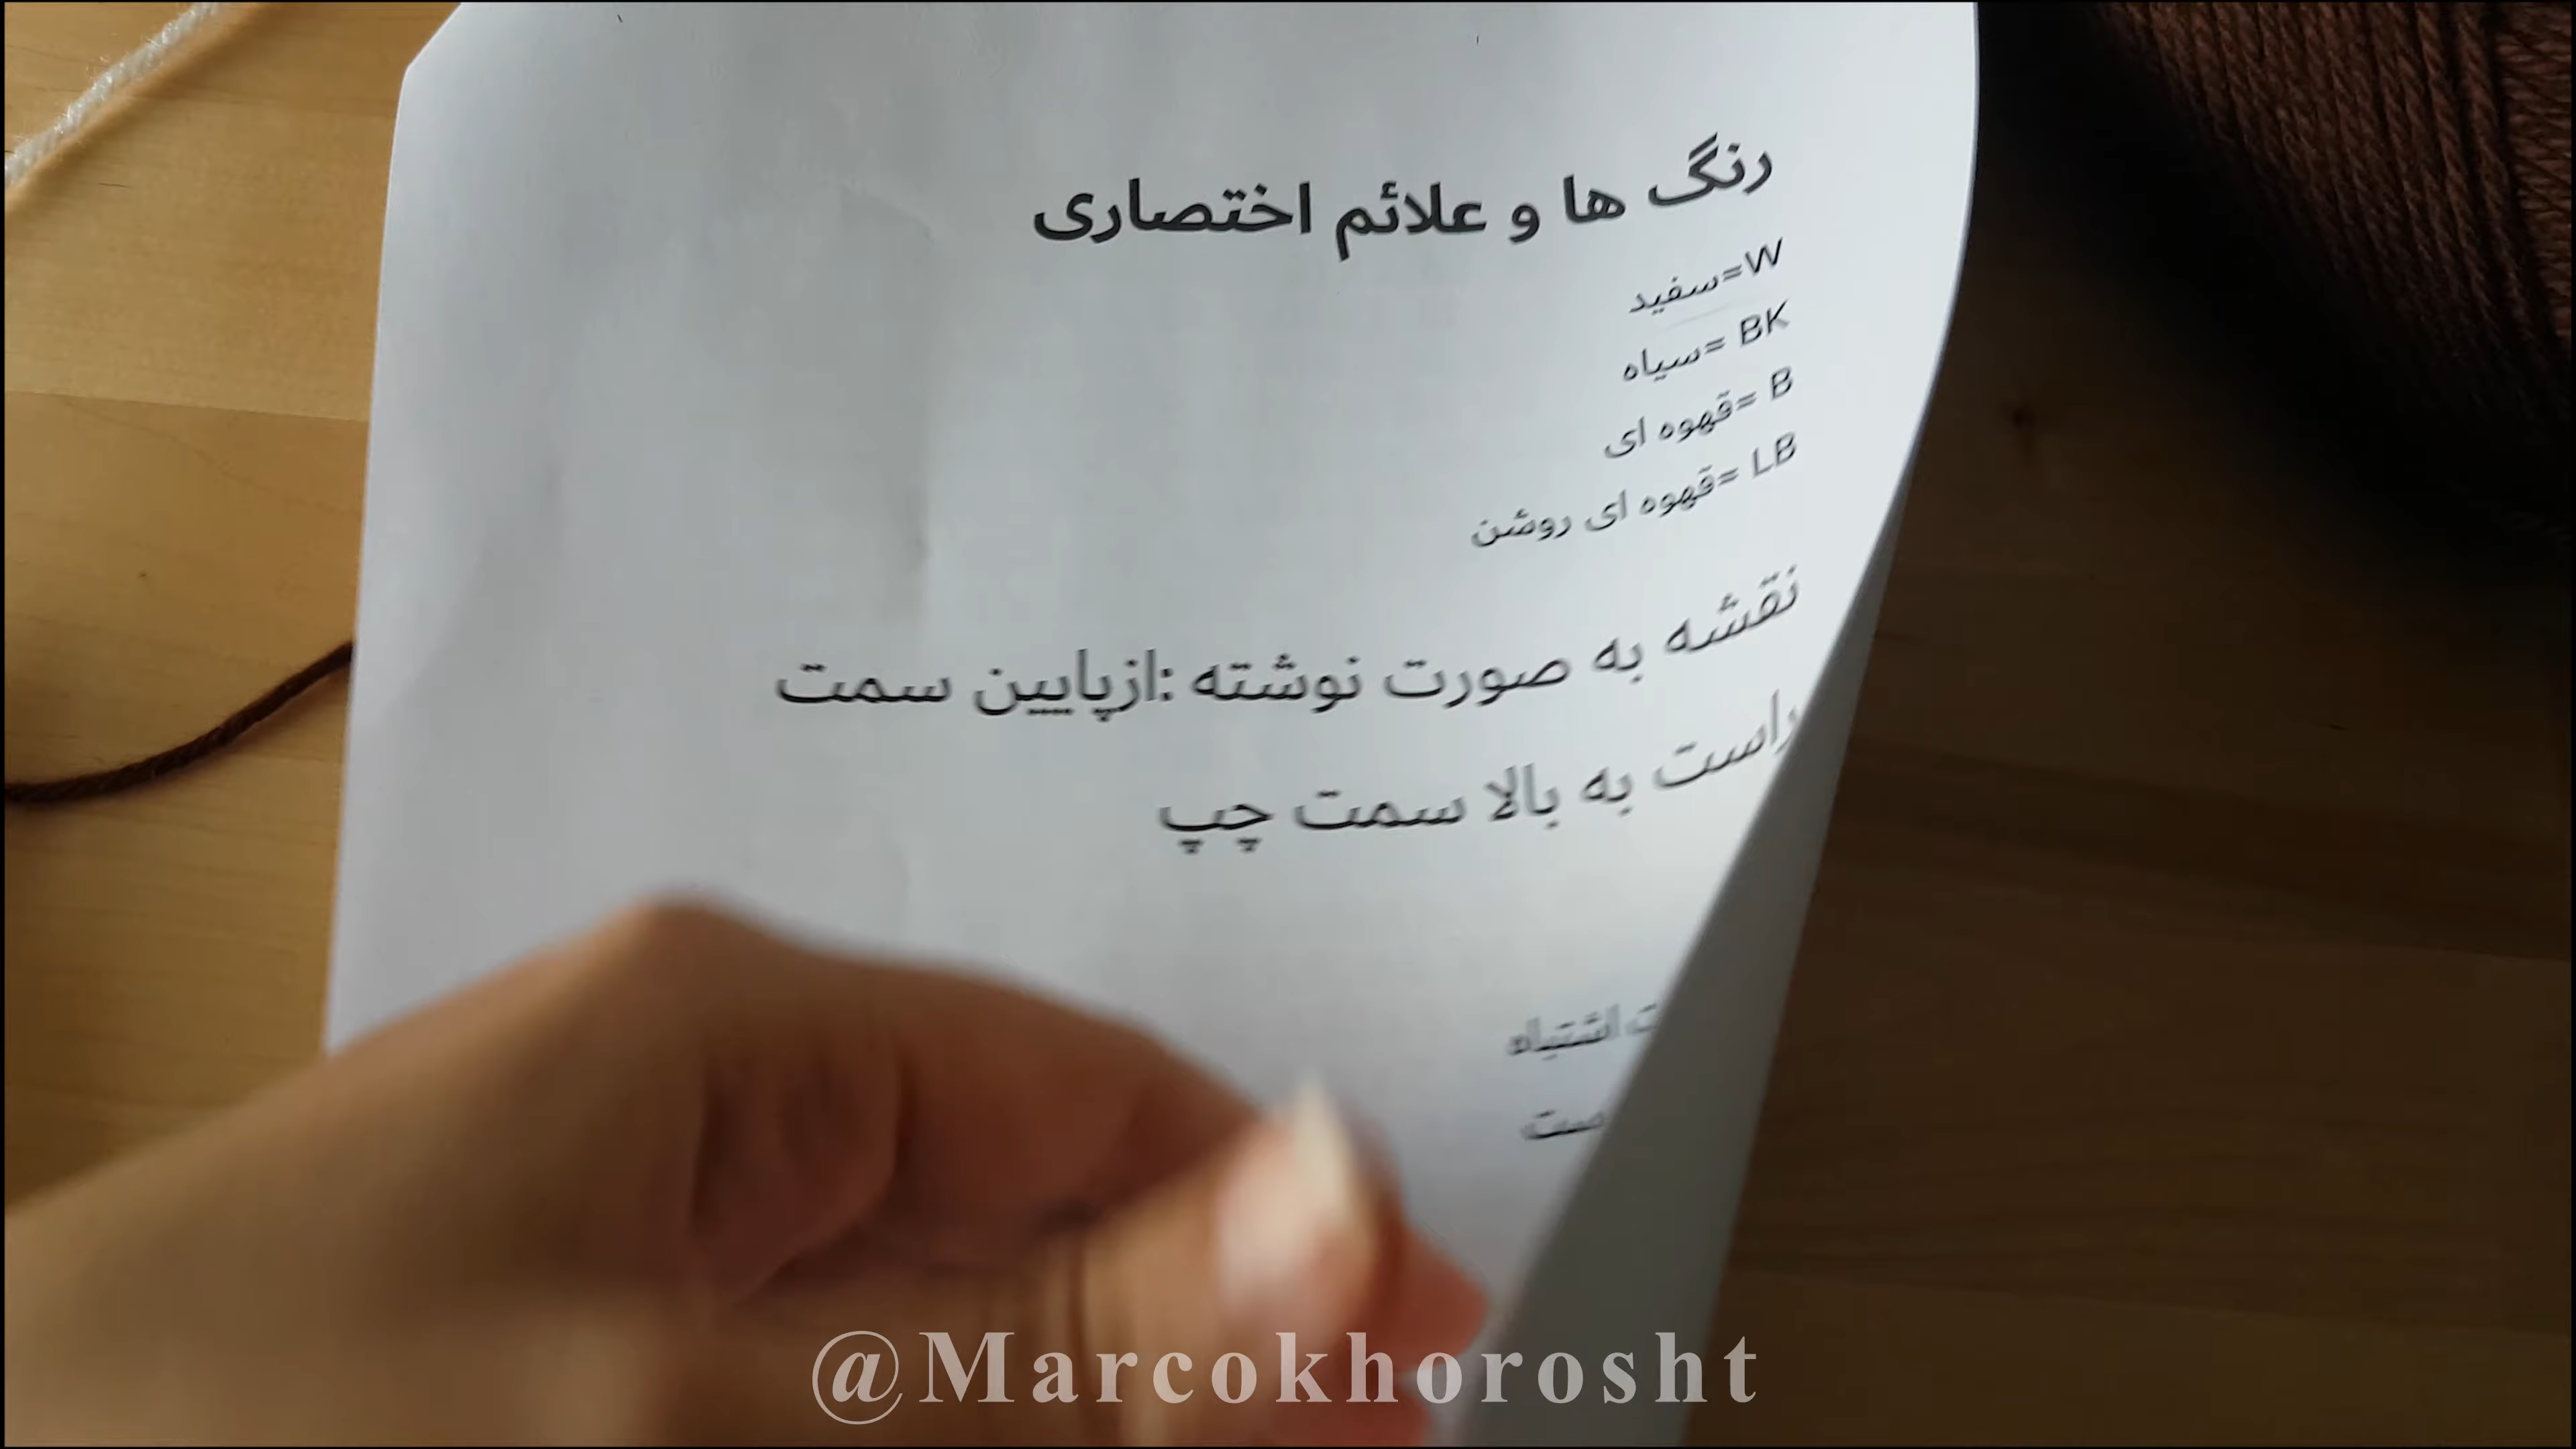 رنگ ها و علائم اختصاری
W=سفید
BK =سیاه
B =قهوه ای
LB =قهوه ای روشن
نقشه به صورت نوشته :ازپایین سمت
راست به بالا سمت چپ
اشتباه
@Marcokhorosht